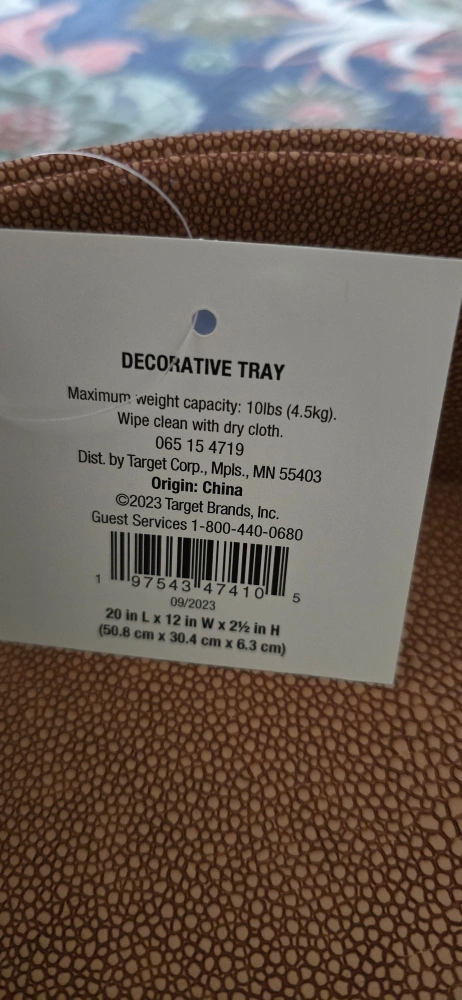 DECORATIVE TRAY
Maximum weight capacity: 10lbs (4.5kg).
Wipe clean with dry cloth.
065 15 4719
Dist. by Target Corp., Mpls., MN 55403
Origin: China
©2023 Target Brands, Inc.
Guest Services 1-800-440-0680
1 97543 47410 5
09/2023
20 in L x 12 in W x 2½ in H
(50.8 cm x 30.4 cm x 6.3 cm)